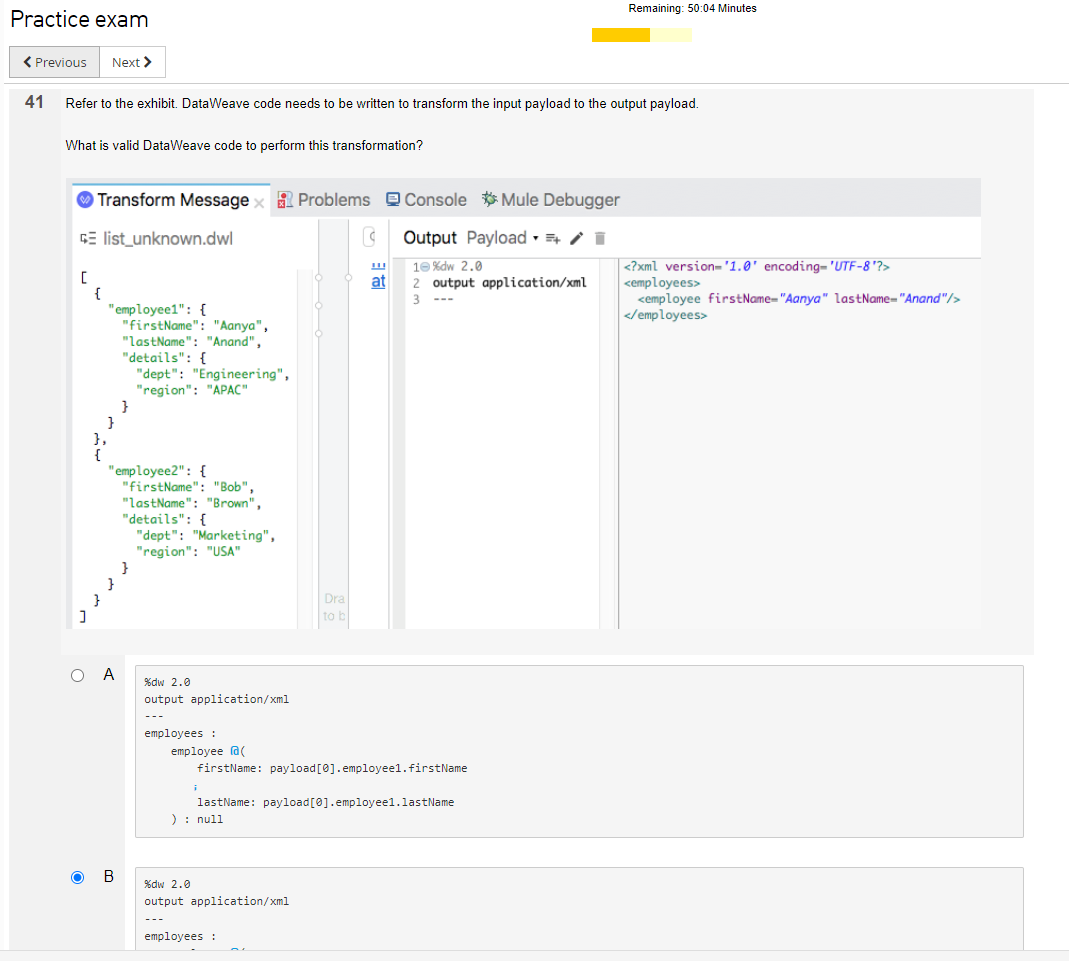 Practice exam
Remaining: 50:04 Minutes
Previous
Next
41
Refer to the exhibit. DataWeave code needs to be written to transform the input payload to the output payload.
What is valid DataWeave code to perform this transformation?
Transform Message
Problems
Console
Mule Debugger
list_unknown.dwl
Output Payload
[
{
"employee1": {
"firstName": "Aanya",
"lastName": "Anand",
"details": {
"dept": "Engineering",
"region": "APAC"
}
}
},
{
"employee2": {
"firstName": "Bob",
"lastName": "Brown",
"details": {
"dept": "Marketing",
"region": "USA"
}
}
}
]
Dra
to b
at
1 %dw 2.0
2 output application/xml
3 ---
<?xml version='1.0' encoding='UTF-8'?>
<employees>
<employee firstName="Aanya" lastName="Anand"/>
</employees>
A
%dw 2.0
output application/xml
---
employees :
employee @(
firstName: payload[0].employee1.firstName
;
lastName: payload[0].employee1.lastName
) : null
B
%dw 2.0
output application/xml
---
employees :